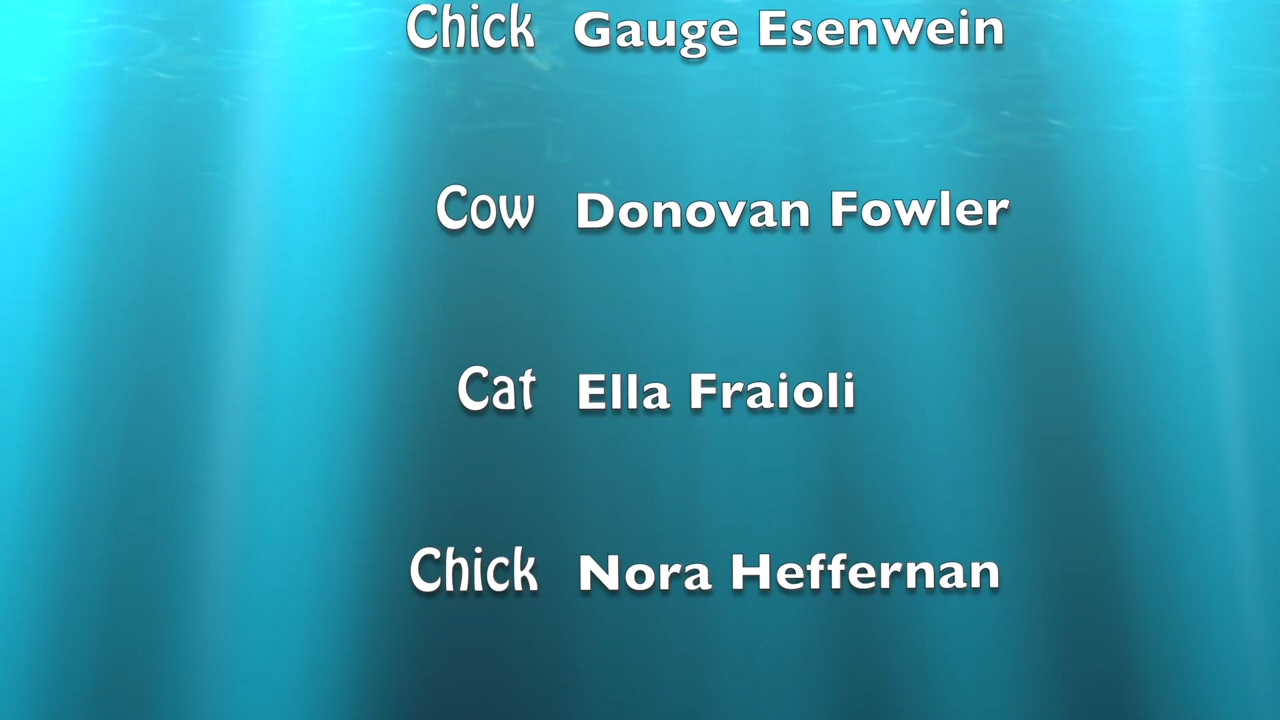 Chick Gauge Esenwein
Cow Donovan Fowler
Cat Ella Fraioli
Chick Nora Heffernan